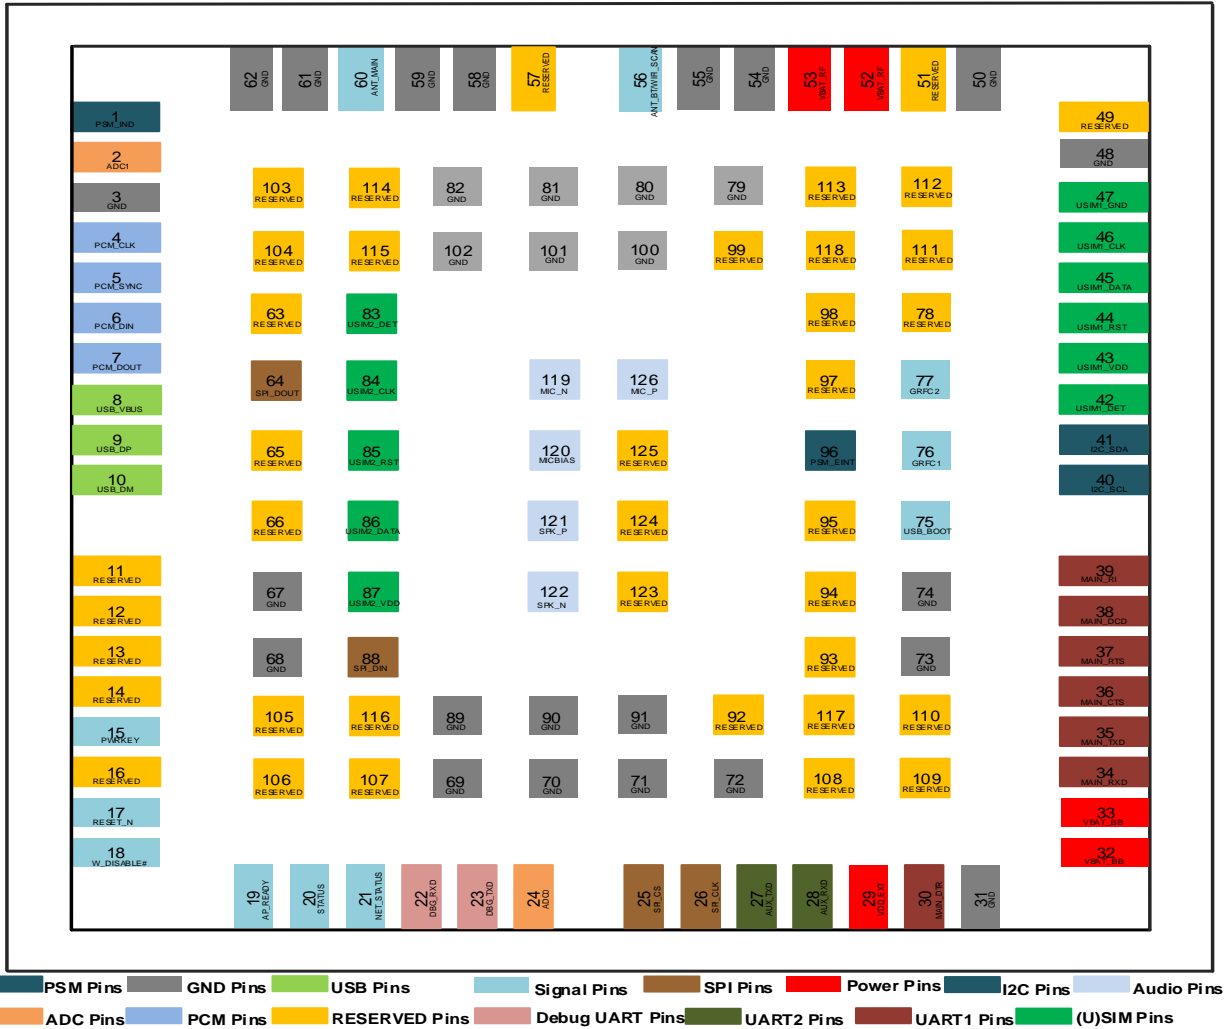 62 GND
61 GND
60 ANT_MAIN
59 GND
58 GND
57 RESERVED
56 ANT_BT/WIFI_SCAN
55 GND
54 GND
53 VBAT_RF
52 VBAT_RF
51 RESERVED
50 GND
1
PSM_IND
2
ADC1
3
GND
4
PCM_CLK
5
PCM_SYNC
6
PCM_DIN
7
PCM_DOUT
8
USB_VBUS
9
USB_DP
10
USB_DM
11
RESERVED
12
RESERVED
13
RESERVED
14
RESERVED
15
PWRKEY
16
RESERVED
17
RESET_N
18
W_DISABLE#
103 114 82 81 80 79 113 112
RESERVED RESERVED GND GND GND GND RESERVED RESERVED
104 115 102 101 100 99 118 111
RESERVED RESERVED GND GND GND RESERVED RESERVED RESERVED
63 83 98 78
RESERVED USIM2_DET RESERVED RESERVED
64 84 119 126 97 77
SPI_DOUT USIM2_CLK MIC_N MIC_P RESERVED GRFC2
65 85 120 125 96 76
RESERVED USIM2_RST MICBIAS RESERVED PSM_EINT GRFC1
66 86 121 124 95 75
RESERVED USIM2_DATA SPK_P RESERVED RESERVED USB_BOOT
67 87 122 123 94 74
GND USIM2_VDD SPK_N RESERVED RESERVED GND
68 88 93 73
GND SPI_DIN RESERVED GND
105 116 89 90 91 92 117 110
RESERVED RESERVED GND GND GND RESERVED RESERVED RESERVED
106 107 69 70 71 72 108 109
RESERVED RESERVED GND GND GND GND RESERVED RESERVED
49
RESERVED
48
GND
47
USIM1_GND
46
USIM1_CLK
45
USIM1_DATA
44
USIM1_RST
43
USIM1_VDD
42
USIM1_DET
41
I2C_SDA
40
I2C_SCL
39
MAIN_RI
38
MAIN_DCD
37
MAIN_RTS
36
MAIN_CTS
35
MAIN_TXD
34
MAIN_RXD
33
VBAT_BB
32
VBAT_BB
19 AP_READY
20 STATUS
21 NET_STATUS
22 DBG_RXD
23 DBG_TXD
24 ADC0
25 SPI_CS
26 SPI_CLK
27 AUX_TXD
28 AUX_RXD
29 VDD_EXT
30 MAIN_DTR
31 GND
PSM Pins GND Pins USB Pins Signal Pins SPI Pins Power Pins I2C Pins Audio Pins
ADC Pins PCM Pins RESERVED Pins Debug UART Pins UART2 Pins UART1 Pins (U)SIM Pins